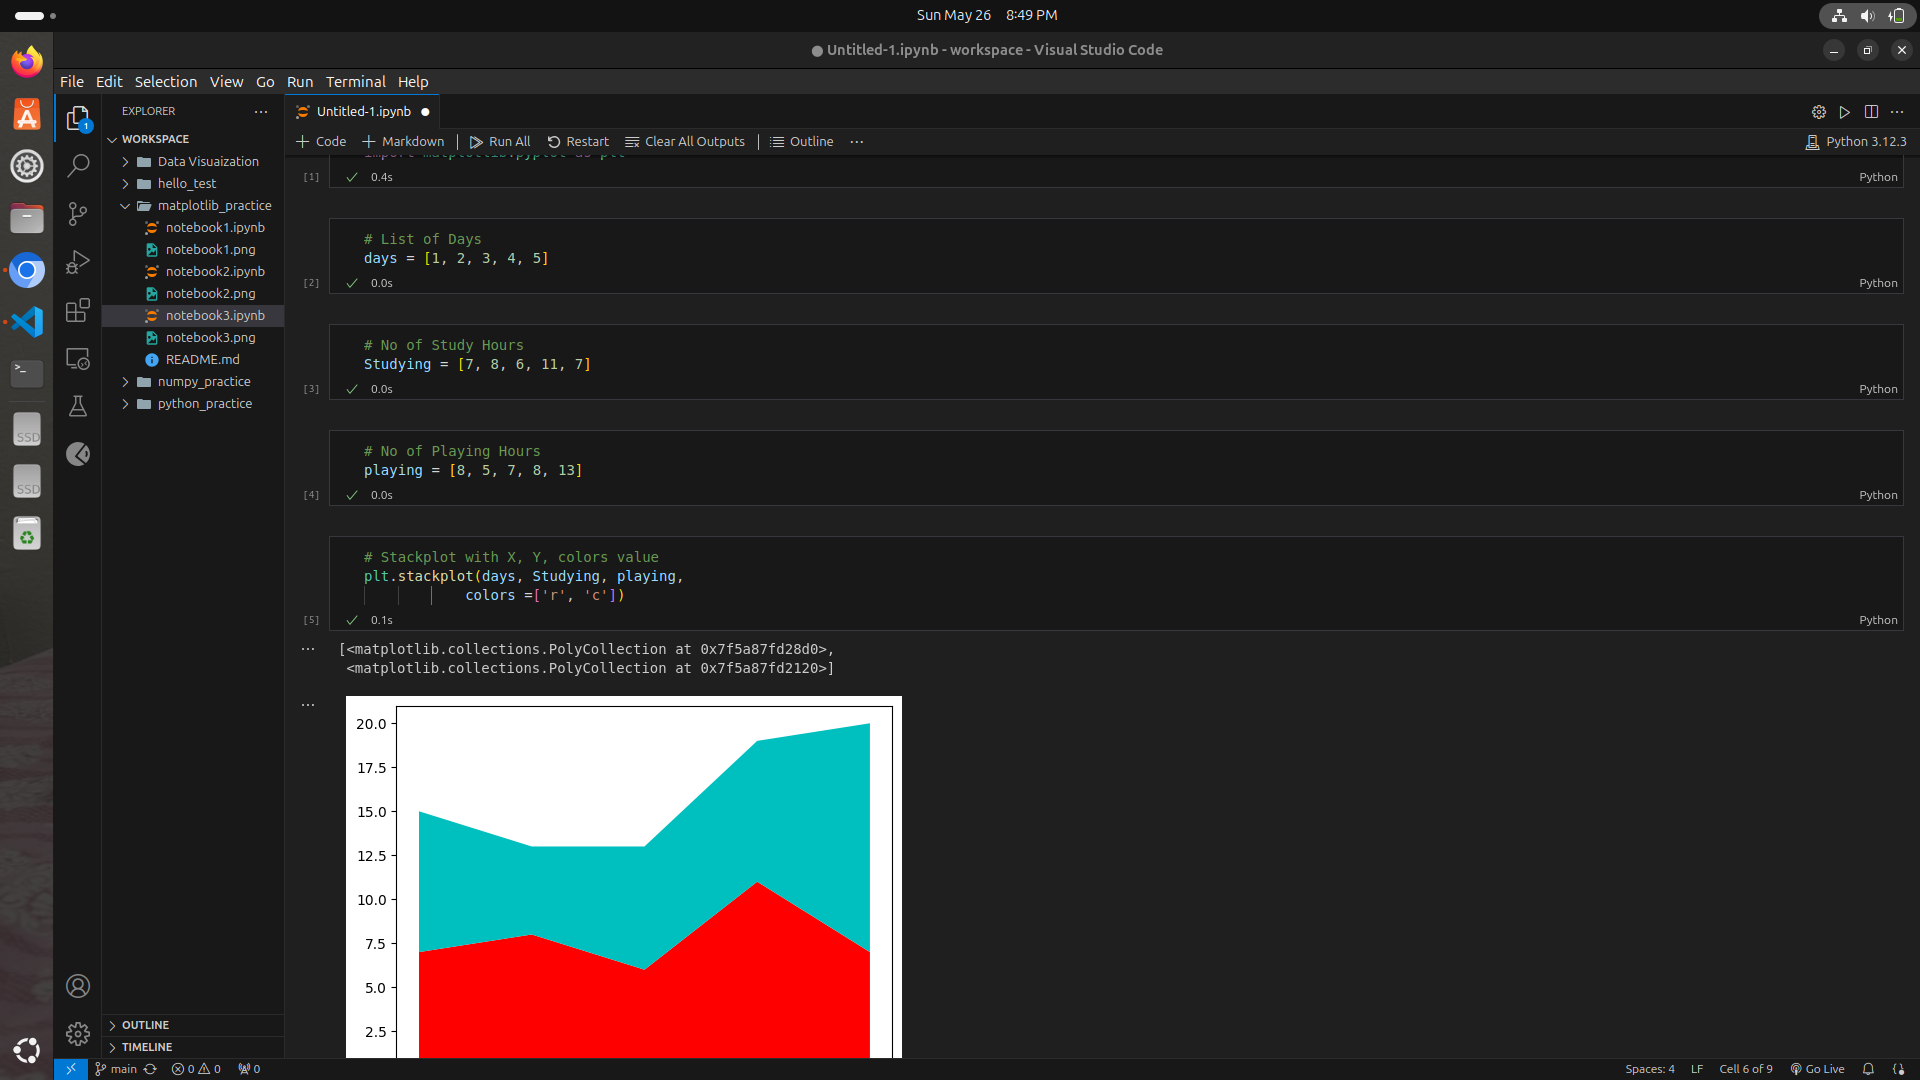 Sun May 26 8:49 PM
Untitled-1.ipynb - workspace - Visual Studio Code
File Edit Selection View Go Run Terminal Help
EXPLORER
Untitled-1.ipynb
WORKSPACE
Data Visuaization
hello_test
matplotlib_practice
notebook1.ipynb
notebook1.png
notebook2.ipynb
notebook2.png
notebook3.ipynb
notebook3.png
README.md
numpy_practice
python_practice
OUTLINE
TIMELINE
1
SSD
SSD
Code Markdown Run All Restart Clear All Outputs Outline Python 3.12.3
import matplotlib.pyplot as plt
[1] 0.4s Python
# List of Days
days = [1, 2, 3, 4, 5]
[2] 0.0s Python
# No of Study Hours
Studying = [7, 8, 6, 11, 7]
[3] 0.0s Python
# No of Playing Hours
playing = [8, 5, 7, 8, 13]
[4] 0.0s Python
# Stackplot with X, Y, colors value
plt.stackplot(days, Studying, playing,
colors =['r', 'c'])
[5] 0.1s Python
[<matplotlib.collections.PolyCollection at 0x7f5a87fd28d0>,
<matplotlib.collections.PolyCollection at 0x7f5a87fd2120>]
20.0
17.5
15.0
12.5
10.0
7.5
5.0
2.5
main 0 0 0 Spaces: 4 LF Cell 6 of 9 Go Live